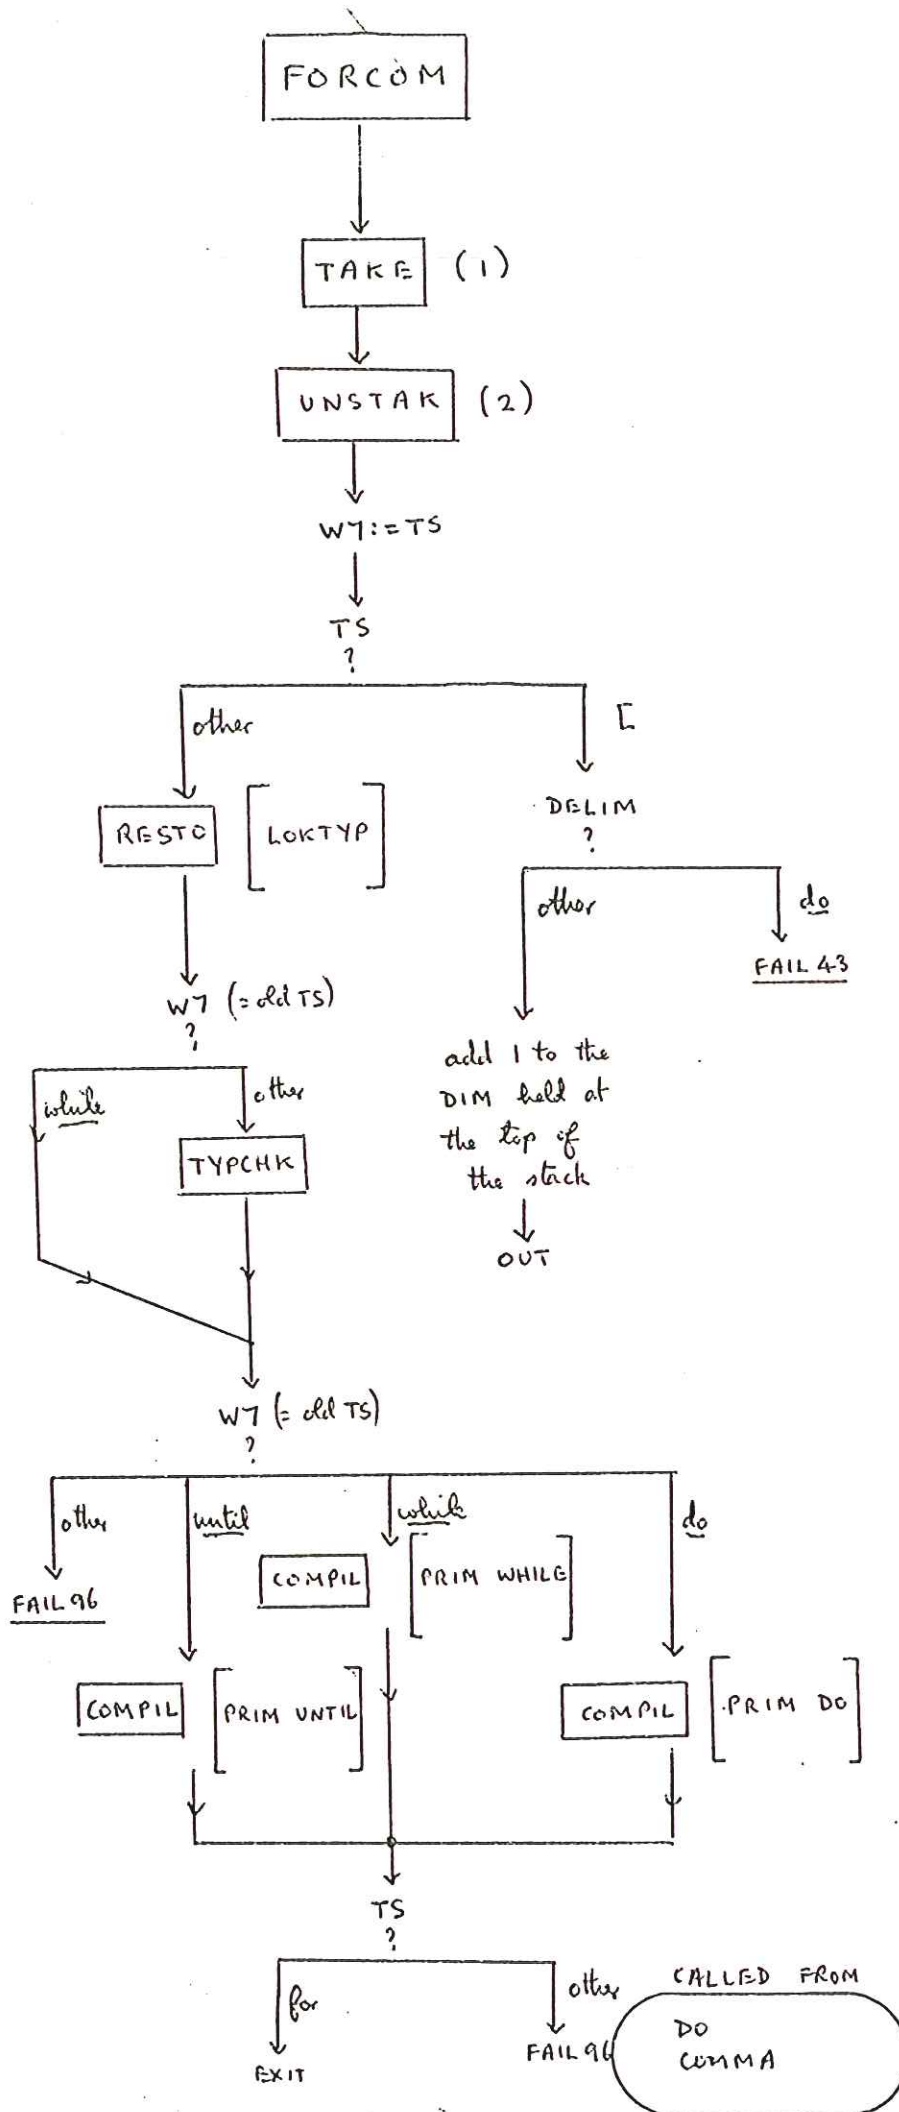 FORCOM
TAKE (1)
UNSTAK (2)
W7:=TS
TS
?
other
[
RESTO [LOKTYP]
DELIM
?
other
do
FAIL 43
W7 (= old TS)
?
while
other
TYPCHK
add 1 to the
DIM held at
the top of
the stack
OUT
W7 (= old TS)
?
other
until
while
do
FAIL 96
COMPIL [PRIM WHILE]
COMPIL [PRIM UNTIL]
COMPIL [PRIM DO]
TS
?
for
other
EXIT
FAIL 96
CALLED FROM
DO
COMMA